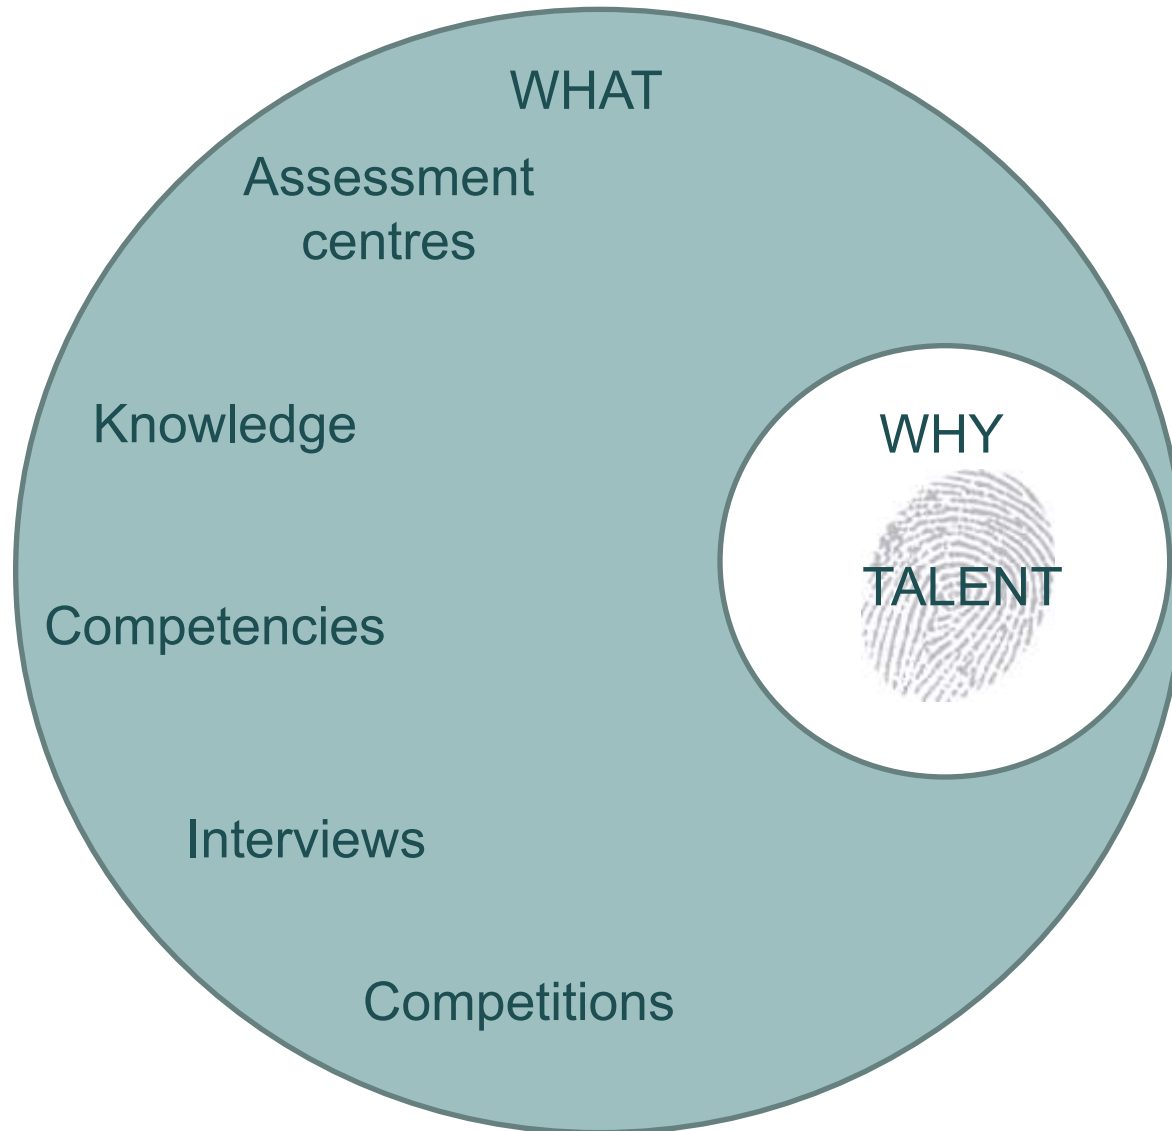 WHAT
Assessment
centres
Knowledge
WHY
TALENT
Competencies
Interviews
Competitions